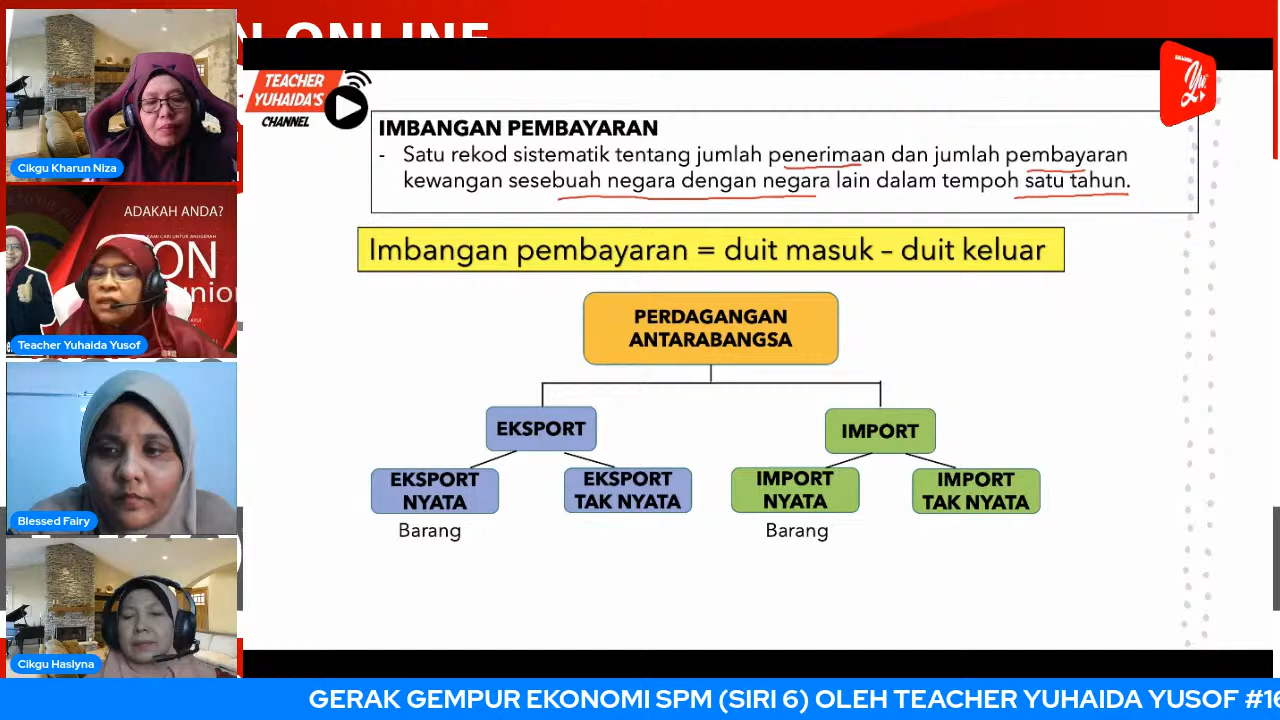 N ONLINE
TEACHER
YUHAIDA'S
CHANNEL
IMBANGAN PEMBAYARAN
- Satu rekod sistematik tentang jumlah penerimaan dan jumlah pembayaran
kewangan sesebuah negara dengan negara lain dalam tempoh satu tahun.
Imbangan pembayaran = duit masuk - duit keluar
PERDAGANGAN
ANTARABANGSA
EKSPORT
IMPORT
EKSPORT
NYATA
EKSPORT
TAK NYATA
IMPORT
NYATA
IMPORT
TAK NYATA
Barang
Barang
Cikgu Kharun Niza
ADAKAH ANDA?
ON
Teacher Yuhaida Yusof
Blessed Fairy
Cikgu Haslyna
GERAK GEMPUR EKONOMI SPM (SIRI 6) OLEH TEACHER YUHAIDA YUSOF #16